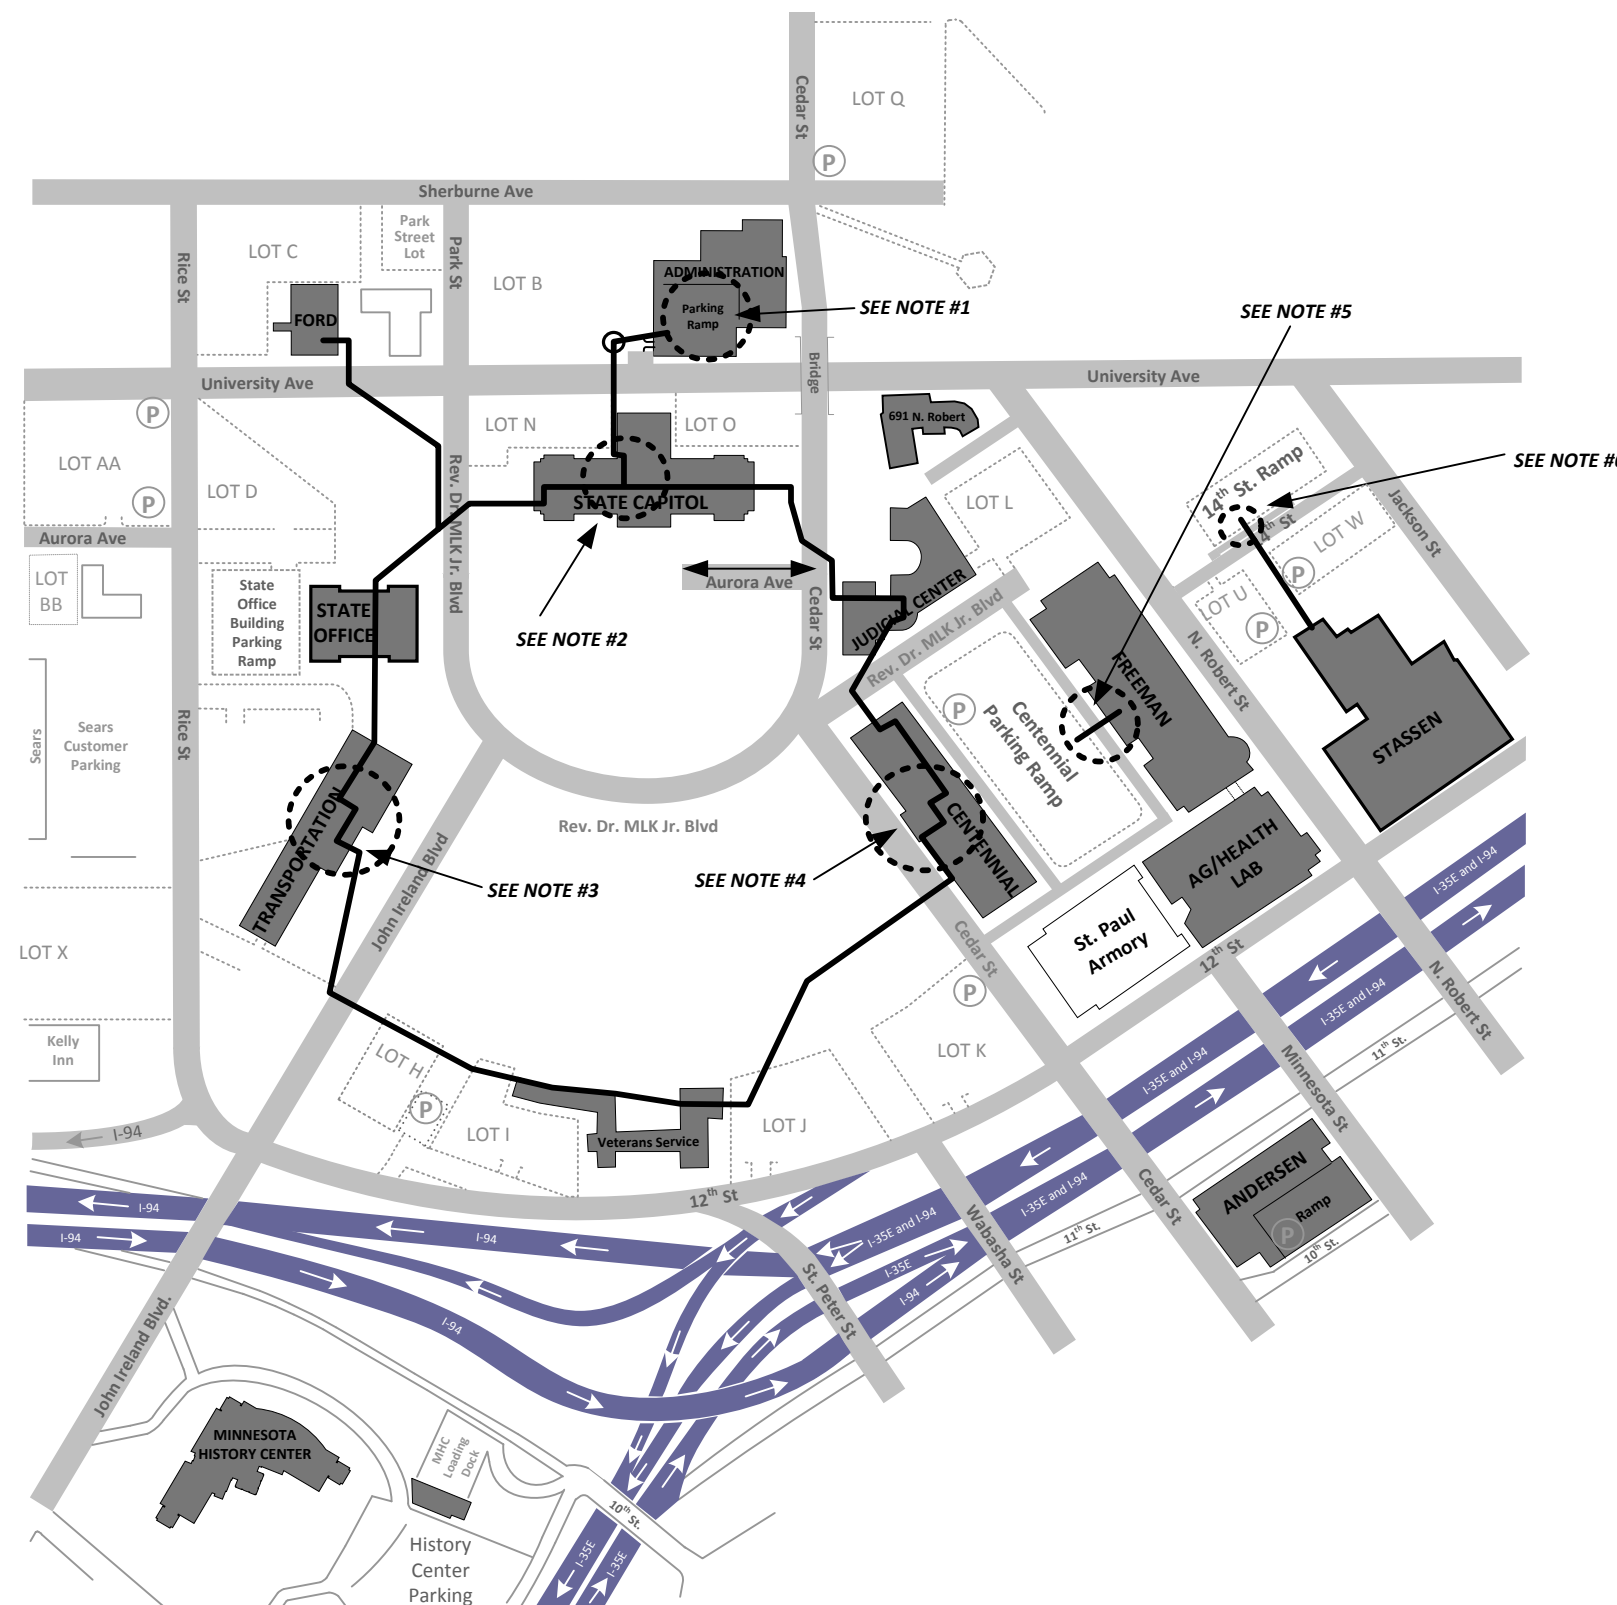 Cedar St
LOT Q
P
Sherburne Ave
Park
Street
Lot
LOT C
Rice St
Park St
LOT B
ADMINISTRATION
Parking
Ramp
SEE NOTE #1
SEE NOTE #5
FORD
University Ave
Bridge
University Ave
P
LOT N
LOT O
691 N. Robert
LOT AA
P
LOT D
Rev. Dr. MLK Jr. Blvd
STATE CAPITOL
LOT L
14th St. Ramp
SEE NOTE #6
Jackson St
LOT W
P
Aurora Ave
LOT
BB
State
Office
Building
Parking
Ramp
STATE
OFFICE
SEE NOTE #2
Aurora Ave
Cedar St
JUDICIAL CENTER
Rev. Dr. MLK Jr. Blvd
LOT U
P
N. Robert St
FREEMAN
Sears
Sears
Customer
Parking
Rice St
P
Centennial
Parking Ramp
STASSEN
TRANSPORTATION
John Ireland Blvd
Rev. Dr. MLK Jr. Blvd
SEE NOTE #3
SEE NOTE #4
CENTENNIAL
AG/HEALTH
LAB
St. Paul
Armory
12th St
I-35E and I-94
I-35E and I-94
N. Robert St
LOT X
Cedar St
P
LOT K
Kelly
Inn
LOT H
P
LOT I
Veterans Service
LOT J
I-35E and I-94
11th St.
Minnesota St
I-94
12th St
I-94
I-94
I-94
I-94
I-35E and I-94
I-35E and I-94
I-35E
I-94
11th St.
Wabasha St
Cedar St
ANDERSEN
Ramp
P
10th St.
St. Peter St
John Ireland Blvd.
MINNESOTA
HISTORY CENTER
MHC
Loading
Dock
10th St.
History
Center
Parking
I-35E
I-35E